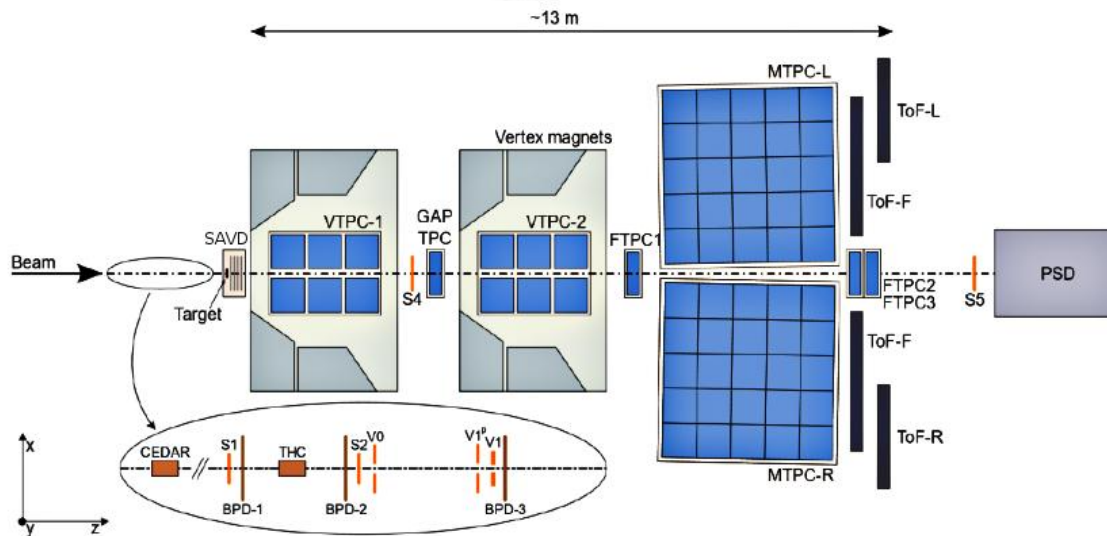 ~13 m
MTPC-L
ToF-L
Vertex magnets
ToF-F
VTPC-1
GAP
TPC
VTPC-2
SAVD
FTPC1
Beam
PSD
Target
S4
FTPC2
FTPC3
S5
ToF-F
ToF-R
MTPC-R
x
y
z
CEDAR
S1
THC
S2
V0
V1ᵖ
V1
BPD-1
BPD-2
BPD-3